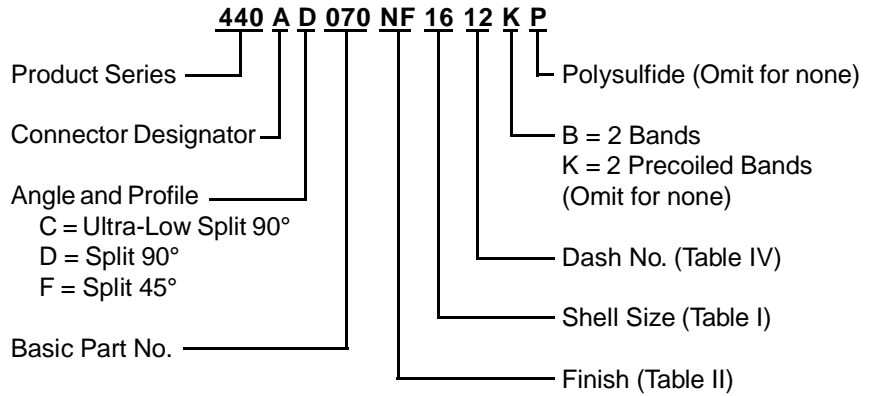 440 A D 070 NF 16 12 K P
Product Series
Connector Designator
Angle and Profile
C = Ultra-Low Split 90°
D = Split 90°
F = Split 45°
Basic Part No.
Polysulfide (Omit for none)
B = 2 Bands
K = 2 Precoiled Bands
(Omit for none)
Dash No. (Table IV)
Shell Size (Table I)
Finish (Table II)